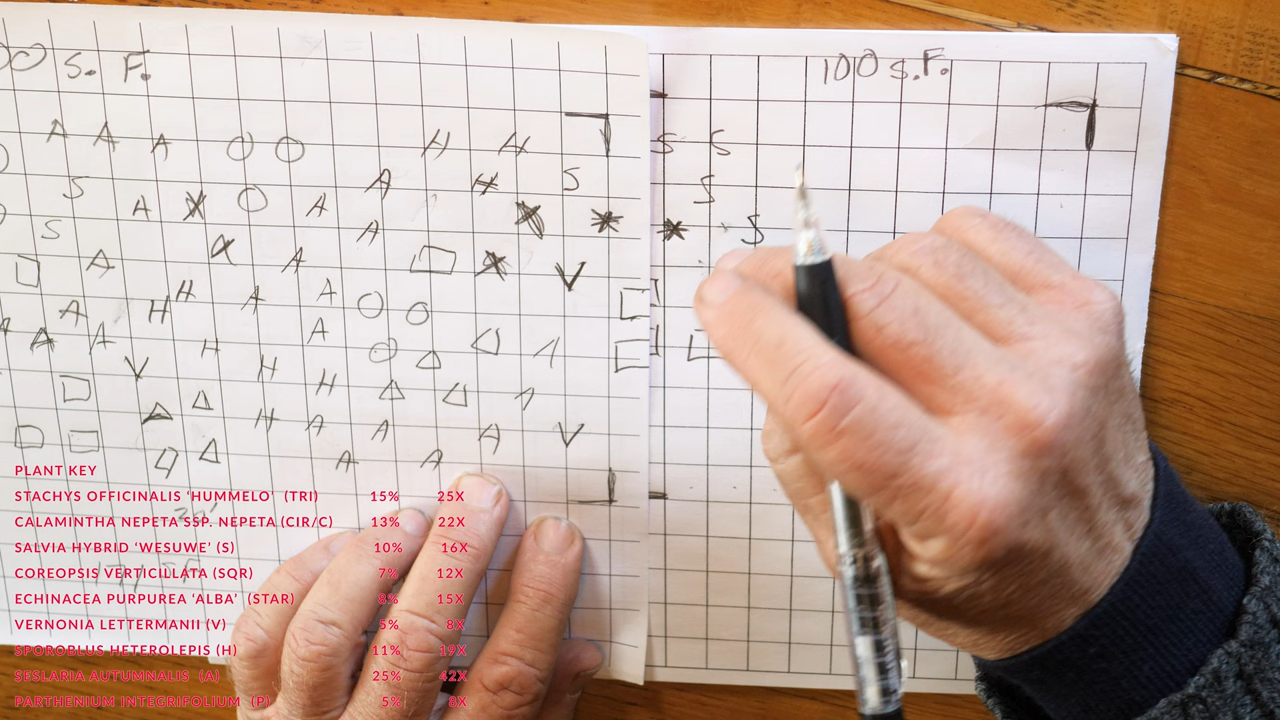 00 S. F.
100 S.F.
A A A O O H H S S
S A O A A H S S
S A S
A A V
A H H A A O O
A A A H A O
V H H
H A A A V
A A
PLANT KEY
STACHYS OFFICINALIS ‘HUMMELO’ (TRI) 15% 25X
CALAMINTHA NEPETA SSP. NEPETA (CIR/C) 13% 22X
SALVIA HYBRID ‘WESUWE’ (S) 10% 16X
COREOPSIS VERTICILLATA (SQR) 7% 12X
ECHINACEA PURPUREA ‘ALBA’ (STAR) 8% 15X
VERNONIA LETTERMANII (V) 5% 8X
SPOROBLUS HETEROLEPIS (H) 11% 19X
SESLARIA AUTUMNALIS (A) 25% 42X
PARTHENIUM INTEGRIFOLIUM (P) 5% 8X